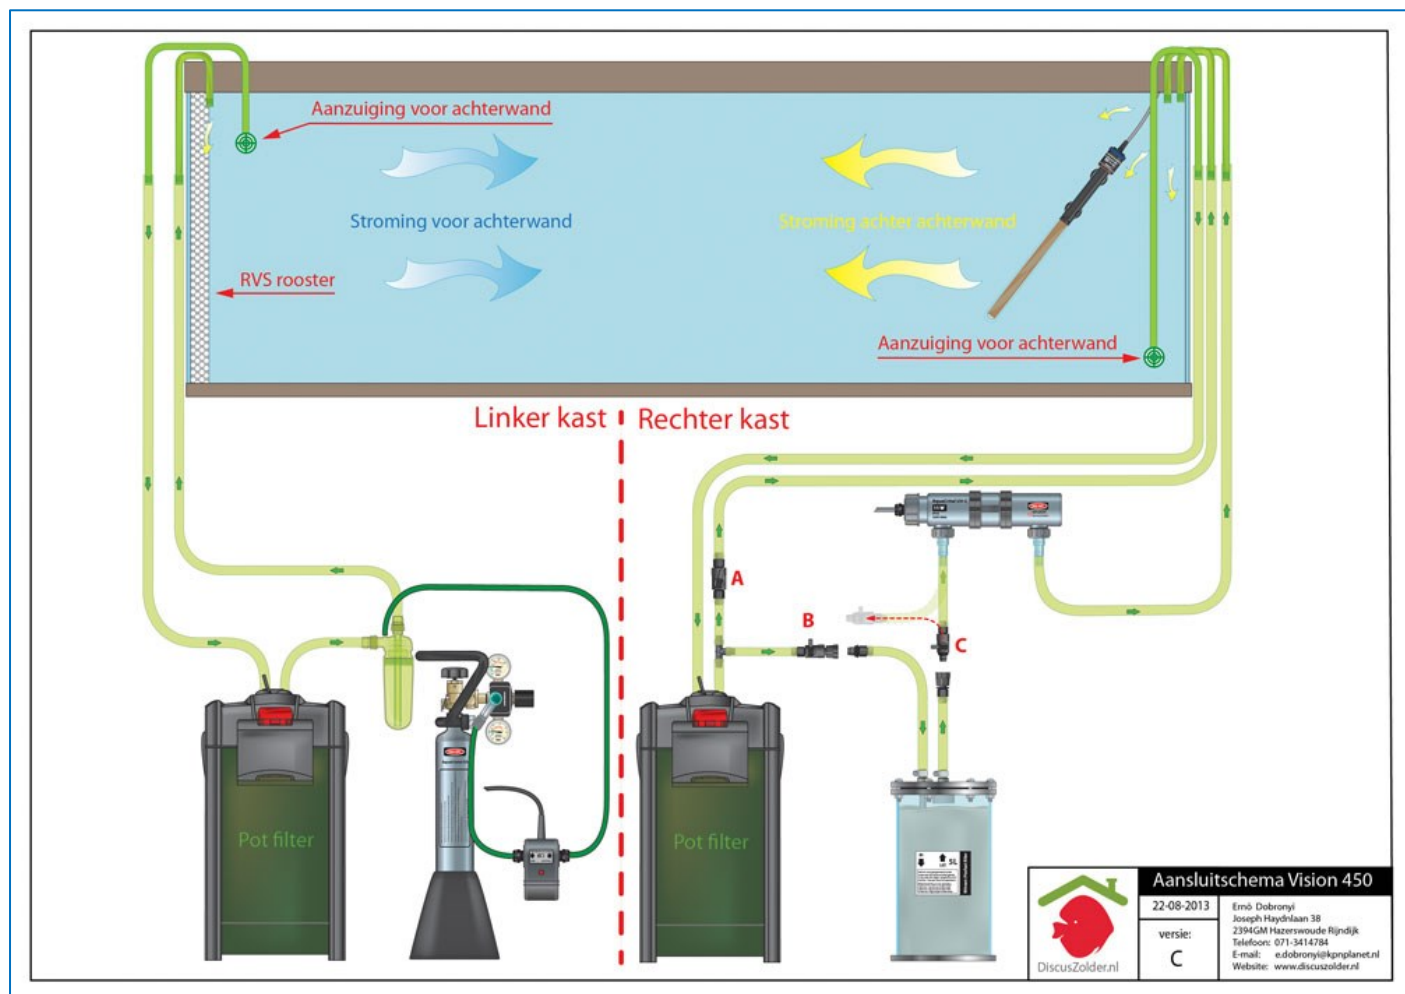 Aanzuiging voor achterwand
Stroming voor achterwand
Stroming achter achterwand
RVS rooster
Aanzuiging voor achterwand
Linker kast
Rechter kast
A
B
C
Pot filter
Pot filter
5L
Aansluitschema Vision 450
22-08-2013
versie:
C
Ernö Dobronyi
Joseph Haydnlaan 38
2394GM Hazerswoude Rijndijk
Telefoon: 071-3414784
E-mail: e.dobronyi@kpnplanet.nl
Website: www.discuszolder.nl
DiscusZolder.nl